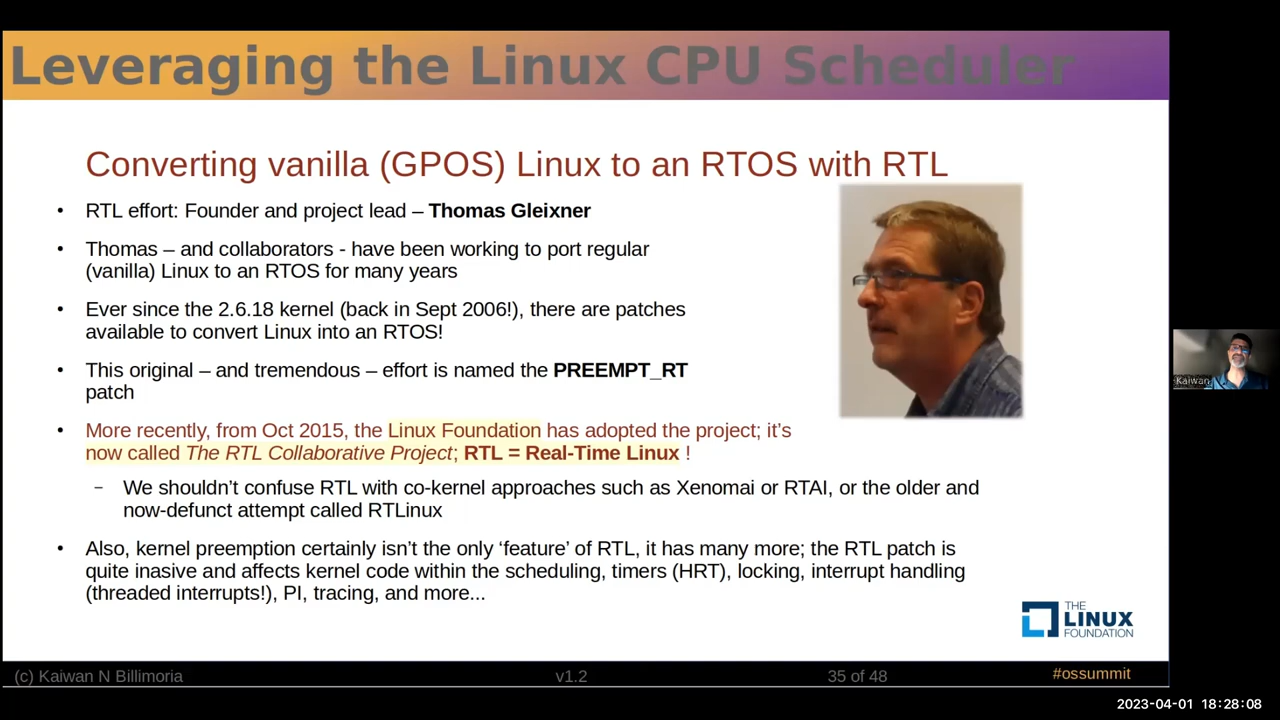 Leveraging the Linux CPU Scheduler
Converting vanilla (GPOS) Linux to an RTOS with RTL
• RTL effort: Founder and project lead – Thomas Gleixner
• Thomas – and collaborators - have been working to port regular
(vanilla) Linux to an RTOS for many years
• Ever since the 2.6.18 kernel (back in Sept 2006!), there are patches
available to convert Linux into an RTOS!
• This original – and tremendous – effort is named the PREEMPT_RT
patch
• More recently, from Oct 2015, the Linux Foundation has adopted the project; it’s
now called The RTL Collaborative Project; RTL = Real-Time Linux !
– We shouldn’t confuse RTL with co-kernel approaches such as Xenomai or RTAI, or the older and
now-defunct attempt called RTLinux
• Also, kernel preemption certainly isn’t the only ‘feature’ of RTL, it has many more; the RTL patch is
quite inasive and affects kernel code within the scheduling, timers (HRT), locking, interrupt handling
(threaded interrupts!), PI, tracing, and more...
THE
LINUX
FOUNDATION
Kaiwan
(c) Kaiwan N Billimoria
v1.2
35 of 48
#ossummit
2023-04-01 18:28:08